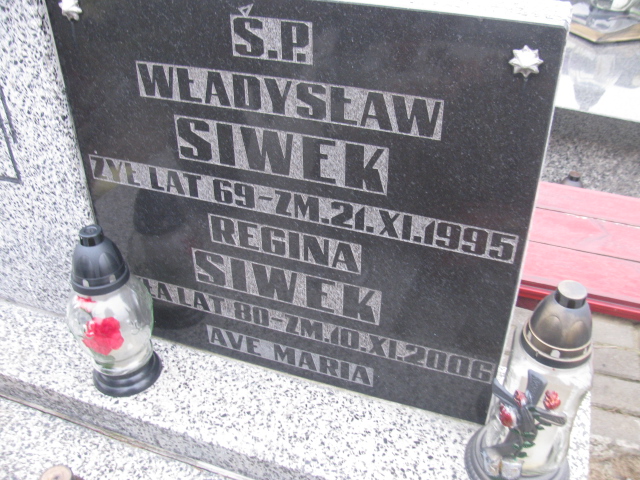 Ś.P.
WŁADYSŁAW
SIWEK
ŻYŁ LAT 69-ZM.21.XI.1995
REGINA
SIWEK
ŁA LAT 80-ZM.10.XI.2006
AVE MARIA